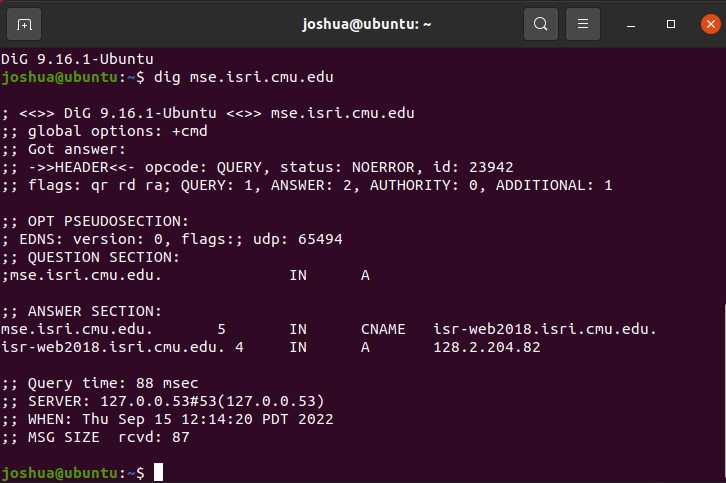 joshua@ubuntu: ~
DiG 9.16.1-Ubuntu
joshua@ubuntu:~$ dig mse.isri.cmu.edu
; <<>> DiG 9.16.1-Ubuntu <<>> mse.isri.cmu.edu
;; global options: +cmd
;; Got answer:
;; ->>HEADER<<- opcode: QUERY, status: NOERROR, id: 23942
;; flags: qr rd ra; QUERY: 1, ANSWER: 2, AUTHORITY: 0, ADDITIONAL: 1
;; OPT PSEUDOSECTION:
; EDNS: version: 0, flags:; udp: 65494
;; QUESTION SECTION:
;mse.isri.cmu.edu. IN A
;; ANSWER SECTION:
mse.isri.cmu.edu. 5 IN CNAME isr-web2018.isri.cmu.edu.
isr-web2018.isri.cmu.edu. 4 IN A 128.2.204.82
;; Query time: 88 msec
;; SERVER: 127.0.0.53#53(127.0.0.53)
;; WHEN: Thu Sep 15 12:14:20 PDT 2022
;; MSG SIZE rcvd: 87
joshua@ubuntu:~$